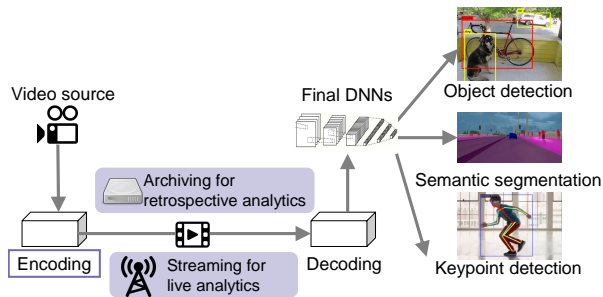 Video source
Final DNNs
Object detection
Archiving for
retrospective analytics
Semantic segmentation
Encoding
Streaming for
live analytics
Decoding
Keypoint detection